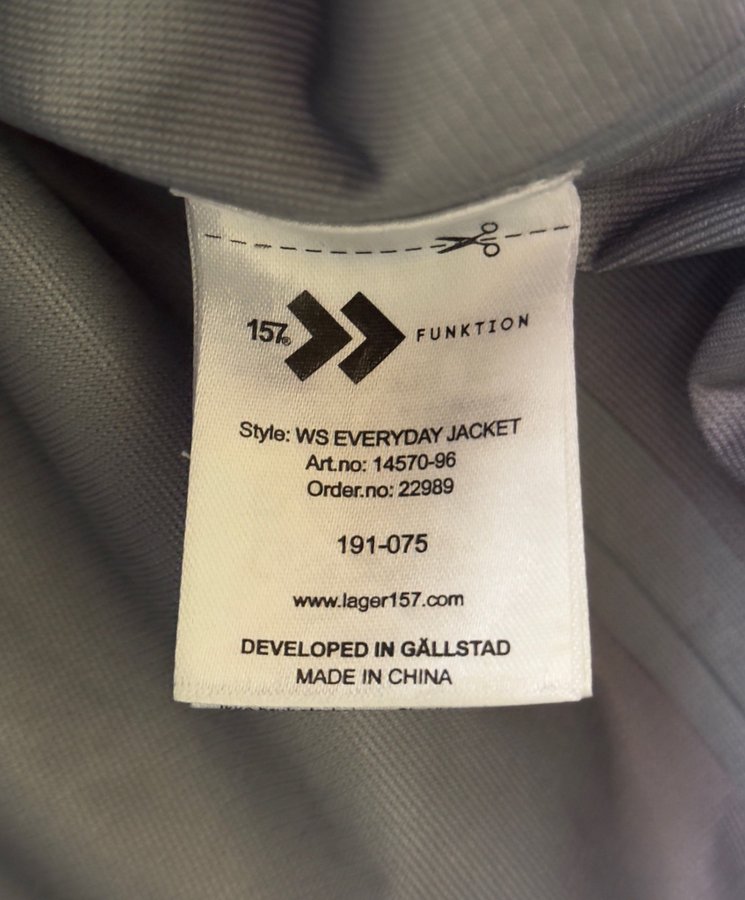 157® FUNKTION
Style: WS EVERYDAY JACKET
Art.no: 14570-96
Order.no: 22989
191-075
www.lager157.com
DEVELOPED IN GÄLLSTAD
MADE IN CHINA